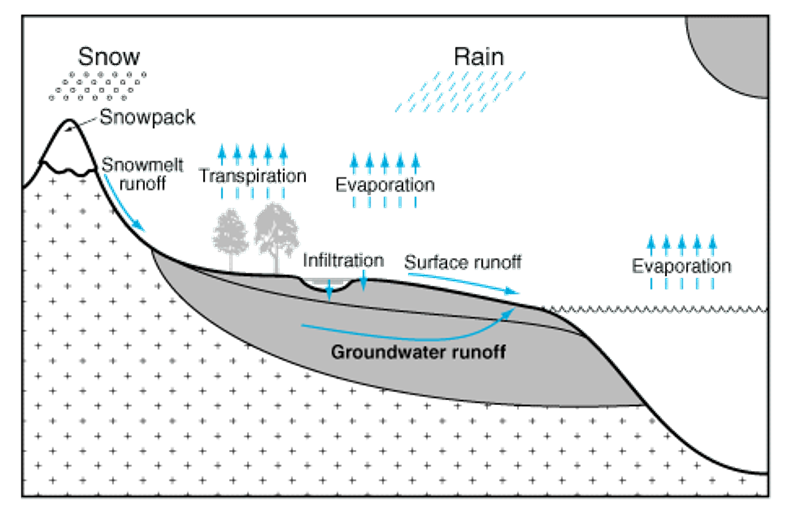 Snow
Rain
Snowpack
Snowmelt
runoff
Transpiration
Evaporation
Infiltration
Surface runoff
Evaporation
Groundwater runoff